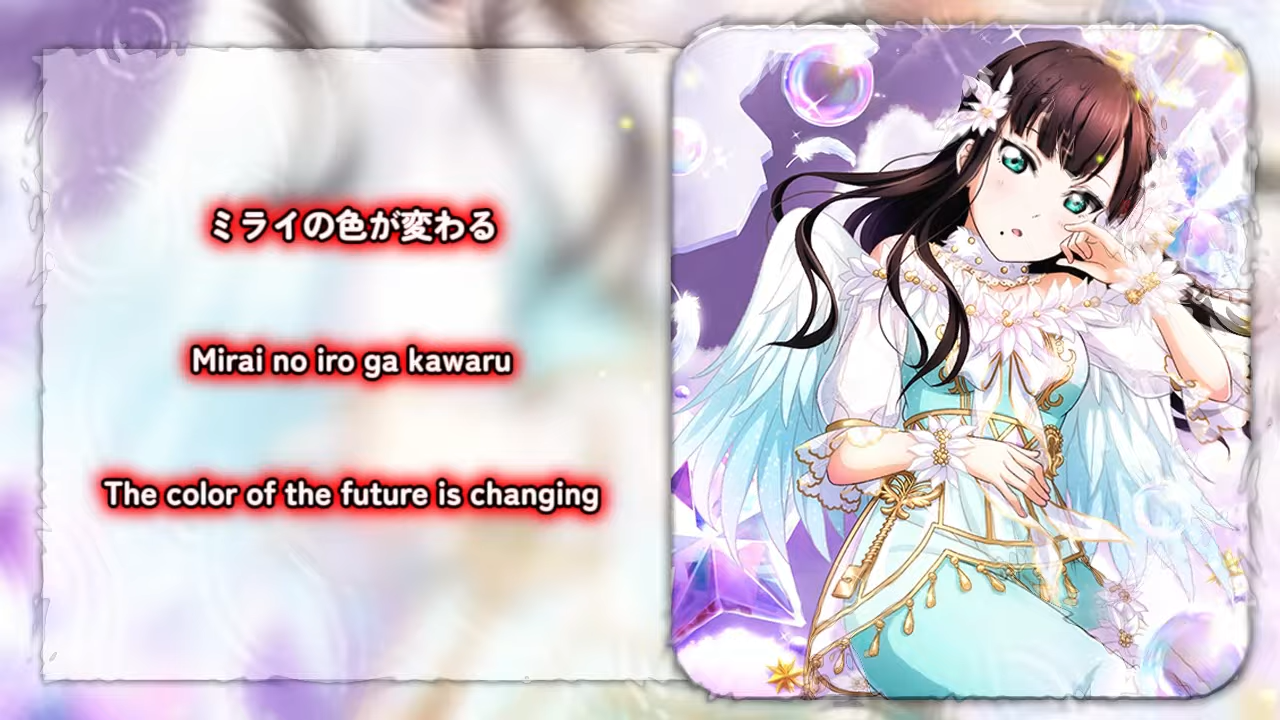 ミライの色が変わる
Mirai no iro ga kawaru
The color of the future is changing